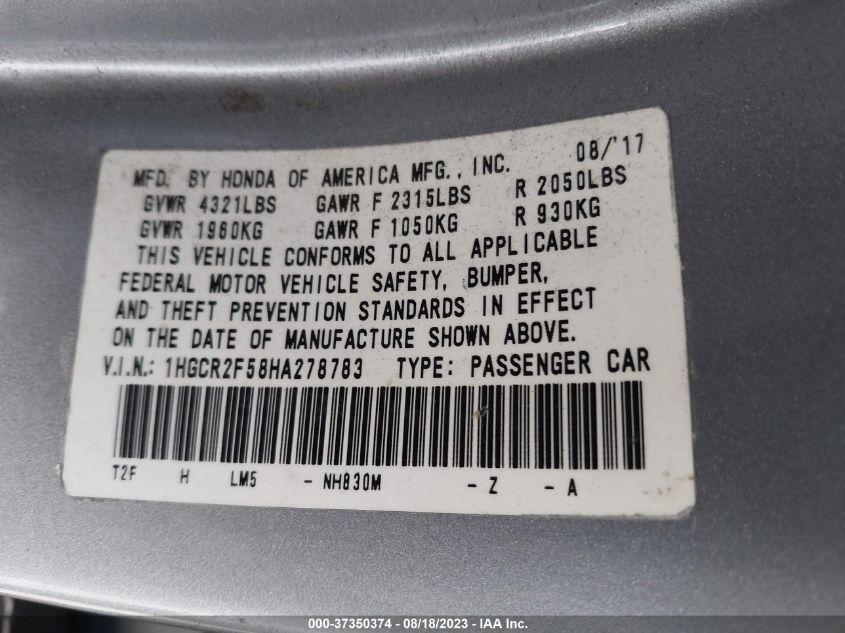 MFD. BY HONDA OF AMERICA MFG., INC. 08/'17
GVWR 4321LBS GAWR F 2315LBS R 2050LBS
GVWR 1960KG GAWR F 1050KG R 930KG
THIS VEHICLE CONFORMS TO ALL APPLICABLE
FEDERAL MOTOR VEHICLE SAFETY, BUMPER,
AND THEFT PREVENTION STANDARDS IN EFFECT
ON THE DATE OF MANUFACTURE SHOWN ABOVE.
V.I.N.: 1HGCR2F58HA278783 TYPE: PASSENGER CAR
T2F H LM5 - NH830M - Z - A
000-37350374 - 08/18/2023 - IAA Inc.